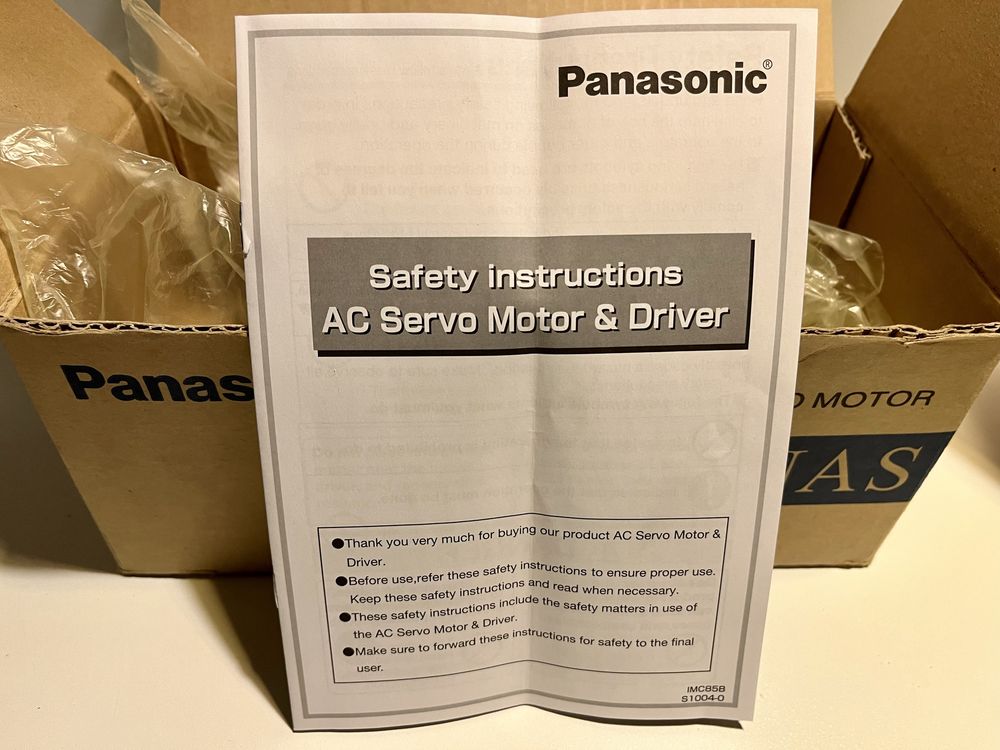 Panasonic®
Safety instructions
AC Servo Motor & Driver
Panas
MOTOR
AS
●Thank you very much for buying our product AC Servo Motor &
Driver.
●Before use,refer these safety instructions to ensure proper use.
Keep these safety instructions and read when necessary.
●These safety instructions include the safety matters in use of
the AC Servo Motor & Driver.
●Make sure to forward these instructions for safety to the final
user.
IMC85B
S1004-0